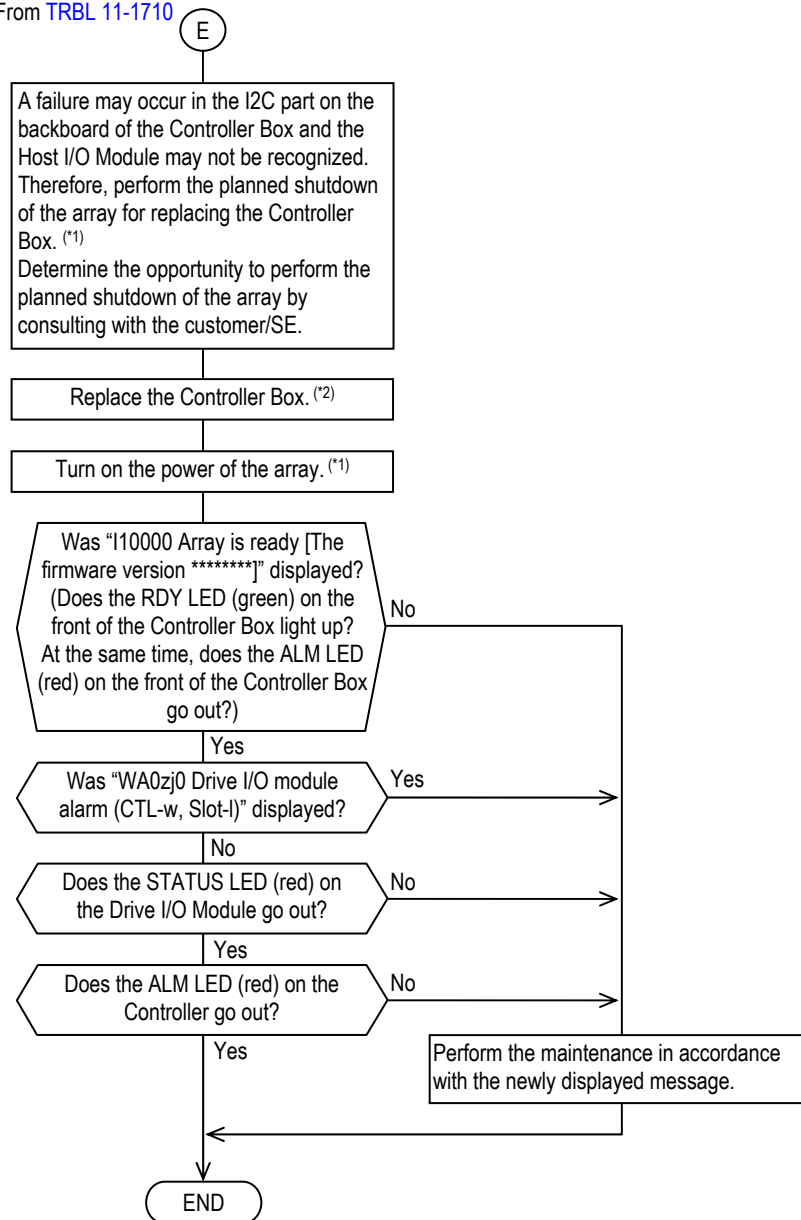 From TRBL 11-1710
E
A failure may occur in the I2C part on the
backboard of the Controller Box and the
Host I/O Module may not be recognized.
Therefore, perform the planned shutdown
of the array for replacing the Controller
Box. (*1)
Determine the opportunity to perform the
planned shutdown of the array by
consulting with the customer/SE.
Replace the Controller Box. (*2)
Turn on the power of the array. (*1)
Was “I10000 Array is ready [The
firmware version ********]” displayed?
(Does the RDY LED (green) on the
front of the Controller Box light up?
At the same time, does the ALM LED
(red) on the front of the Controller Box
go out?)
No
Yes
Was “WA0zj0 Drive I/O module
alarm (CTL-w, Slot-l)” displayed?
Yes
No
Does the STATUS LED (red) on
the Drive I/O Module go out?
No
Yes
Does the ALM LED (red) on the
Controller go out?
No
Yes
Perform the maintenance in accordance
with the newly displayed message.
END